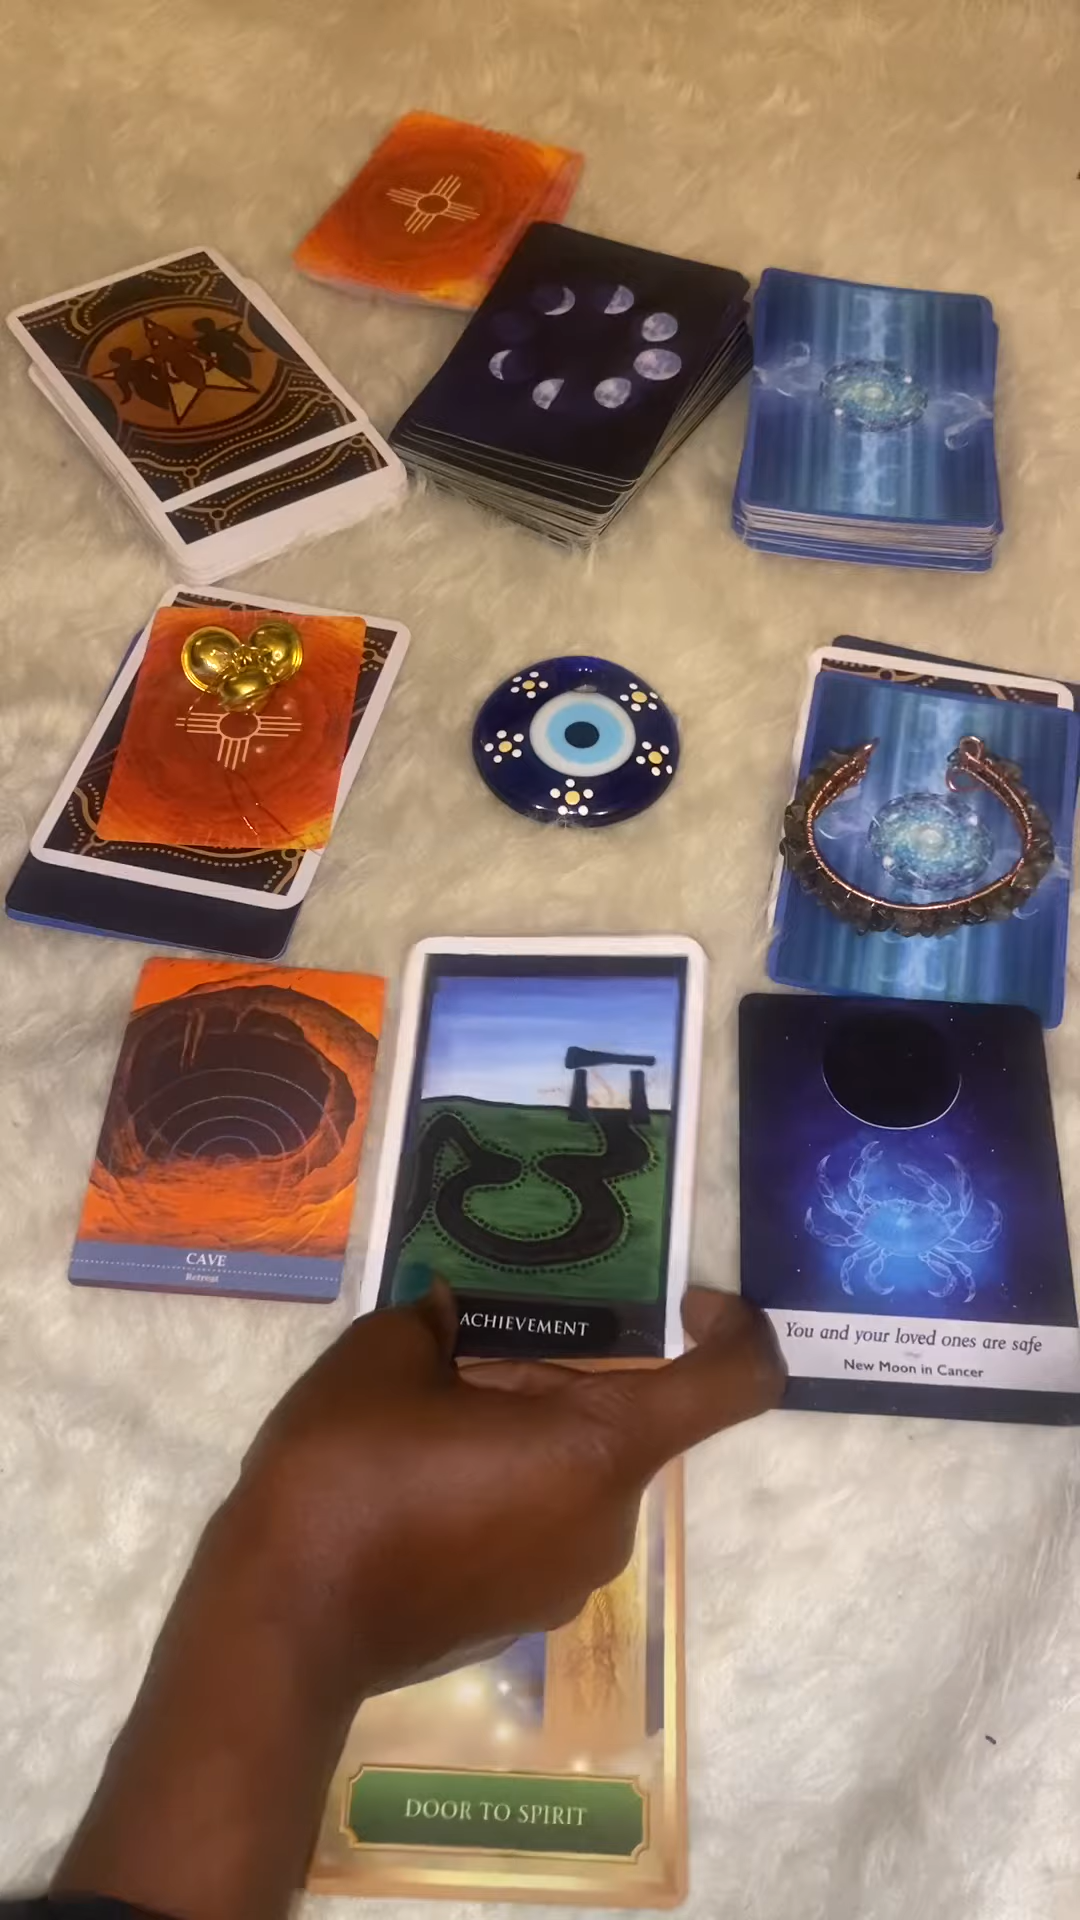 CAVE
Retreat
ACHIEVEMENT
You and your loved ones are safe
New Moon in Cancer
DOOR TO SPIRIT